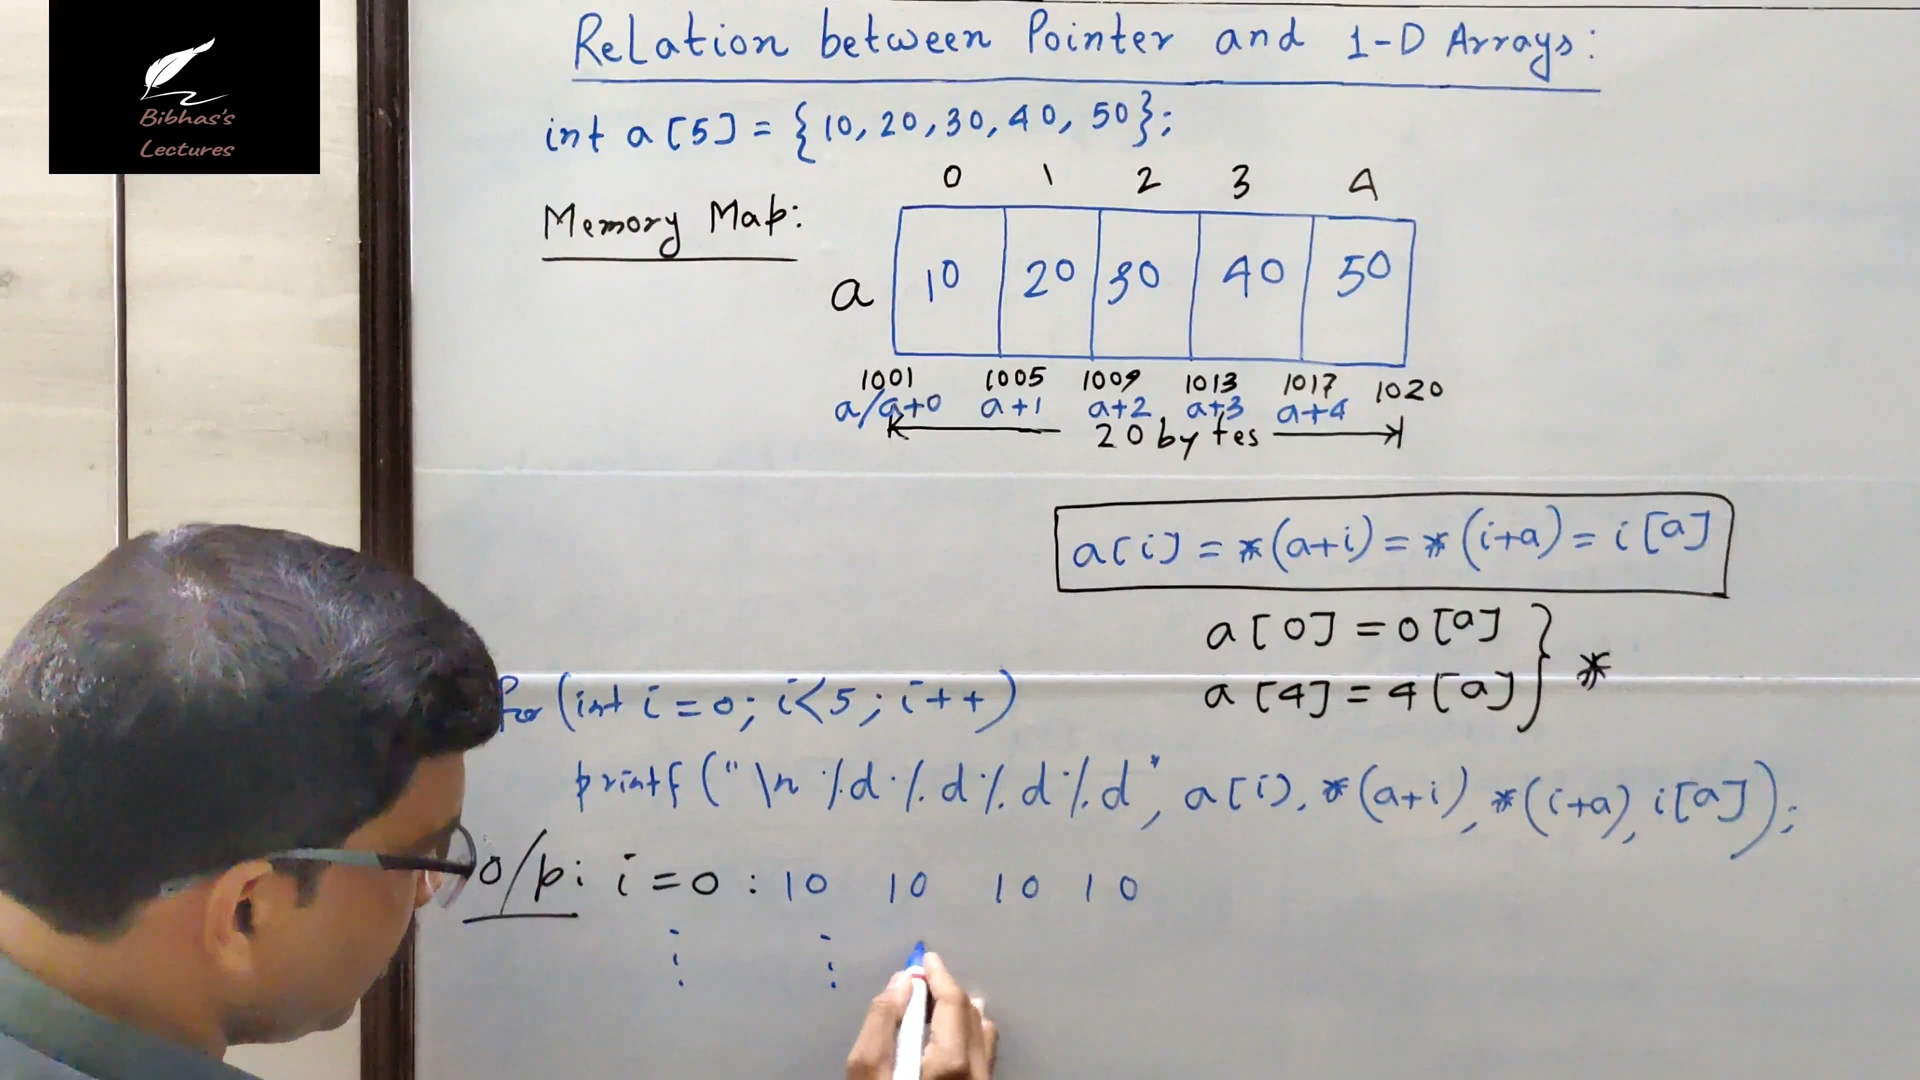 Bibhas's
Lectures
Relation between Pointer and 1-D Arrays:
int a[5] = {10, 20, 30, 40, 50};
0 1 2 3 4
Memory Map:
a 10 20 30 40 50
1001 1005 1009 1013 1017 1020
a/a+0 a+1 a+2 a+3 a+4
20 bytes
a[i] = *(a+i) = *(i+a) = i[a]
a[0] = 0[a]
a[4] = 4[a] } *
for (int i = 0; i<5; i++)
printf ("\n %d %d %d %d", a[i], *(a+i), *(i+a), i[a]);
O/p: i = 0 : 10 10 10 10